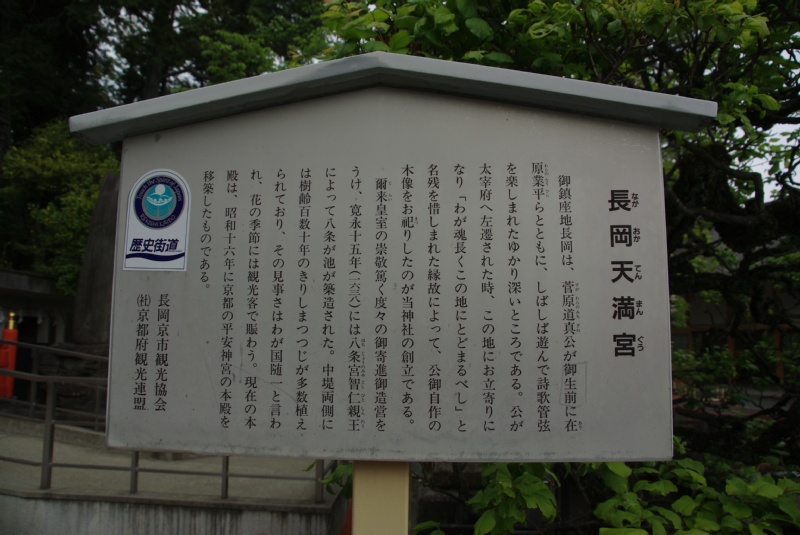 長岡天満宮
なが おか てん まん ぐう
御鎮座地長岡は、菅原道真公が御生前に在
原業平らとともに、しばしば遊んで詩歌管弦
を楽しまれたゆかり深いところである。公が
太宰府へ左遷された時、この地にお立寄りに
なり「わが魂長くこの地にとどまるべし」と
名残を惜しまれた縁故によって、公御自作の
木像をお祀りしたのが当神社の創立である。
爾来皇室の崇敬篤く度々の御寄進御造営を
うけ、寛永十五年(一六三八)には八条宮智仁親王
によって八条が池が築造された。中堤両側に
は樹齢百数十年のきりしまつつじが多数植え
られており、その見事さはわが国随一と言わ
れ、花の季節には観光客で賑わう。現在の本
殿は、昭和十六年に京都の平安神宮の本殿を
移築したものである。
長岡京市観光協会
㈳京都府観光連盟
歴史街道